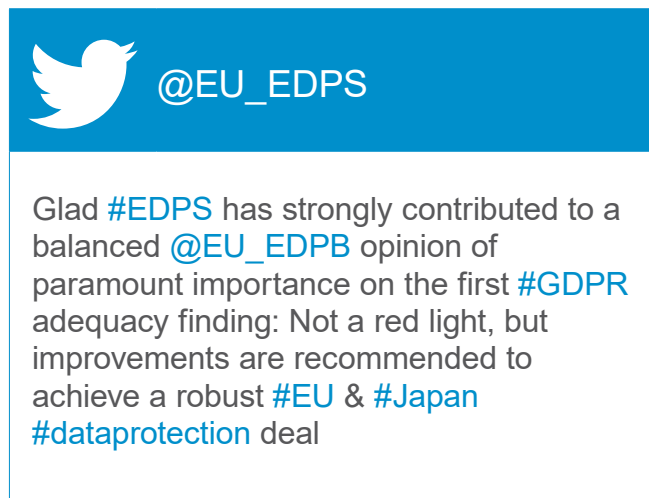 @EU_EDPS
Glad #EDPS has strongly contributed to a
balanced @EU_EDPB opinion of
paramount importance on the first #GDPR
adequacy finding: Not a red light, but
improvements are recommended to
achieve a robust #EU & #Japan
#dataprotection deal